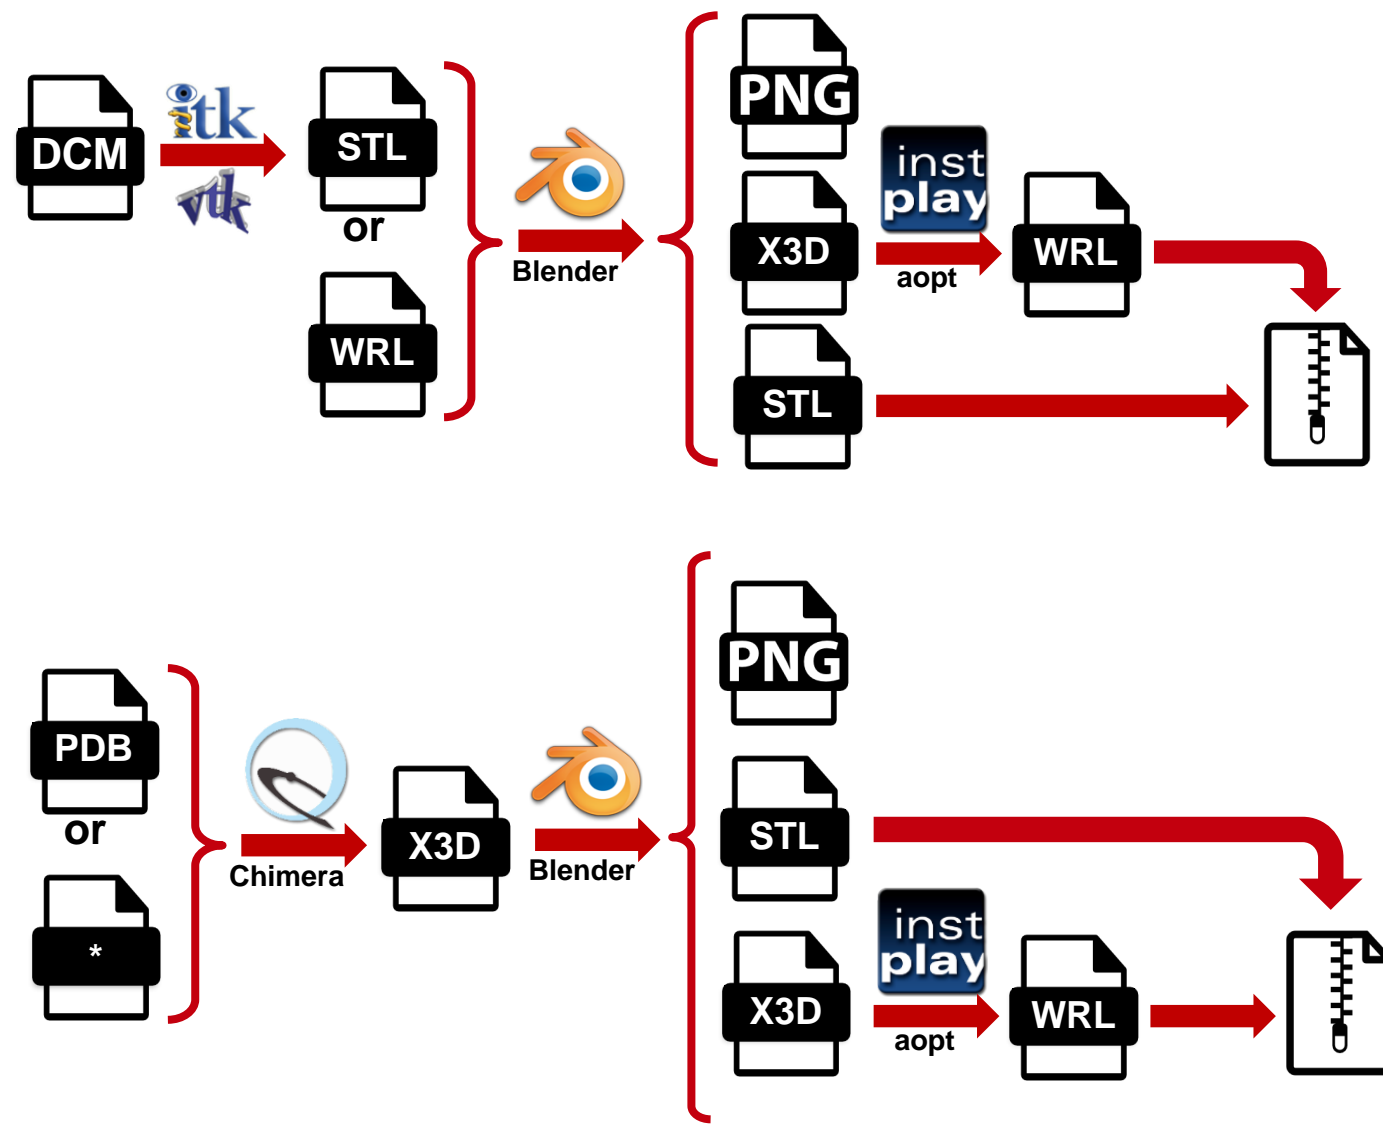 DCM
itk
vtk
STL
or
WRL
Blender
PNG
X3D
STL
inst
play
aopt
WRL
PDB
or
*
Chimera
X3D
Blender
PNG
STL
X3D
inst
play
aopt
WRL